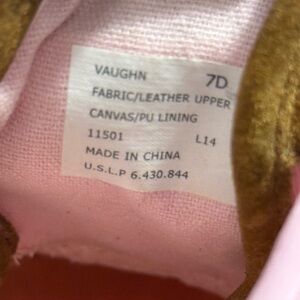 VAUGHN 7D
FABRIC/LEATHER UPPER
CANVAS/PU LINING
11501 L14
MADE IN CHINA
U.S.L.P 6.430.844